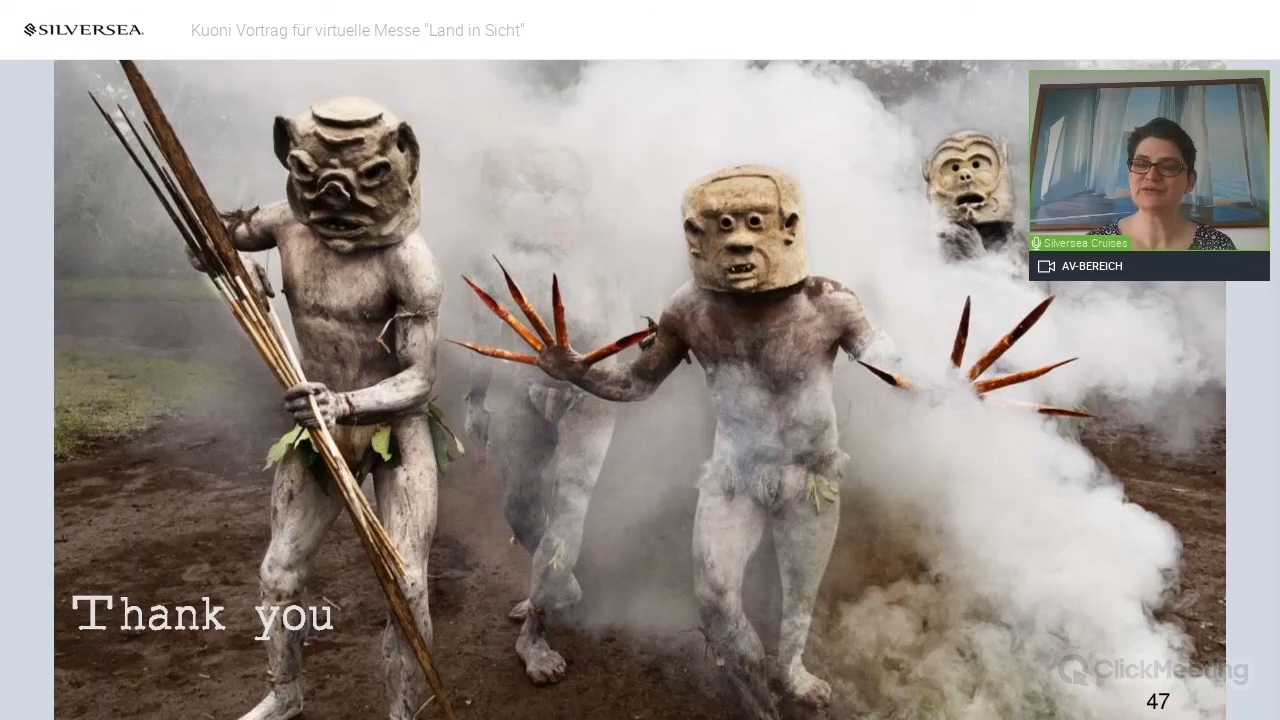 SILVERSEA
Kuoni Vortrag für virtuelle Messe "Land in Sicht"
Silversea Cruises
AV-BEREICH
Thank you
ClickMeeting
47